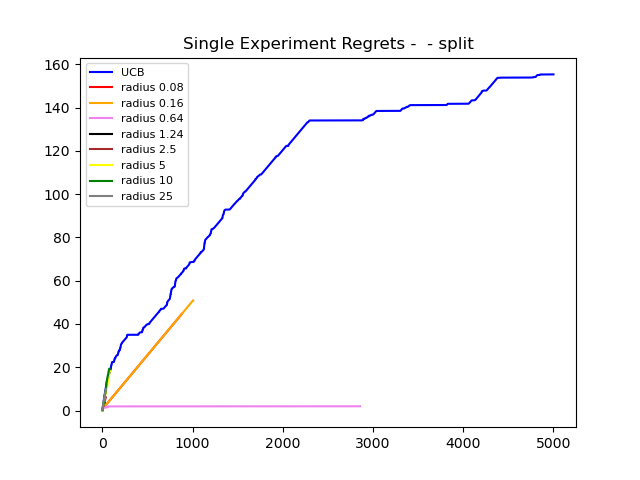 Single Experiment Regrets -  - split
160
140
120
100
80
60
40
20
0
UCB
radius 0.08
radius 0.16
radius 0.64
radius 1.24
radius 2.5
radius 5
radius 10
radius 25
0 1000 2000 3000 4000 5000